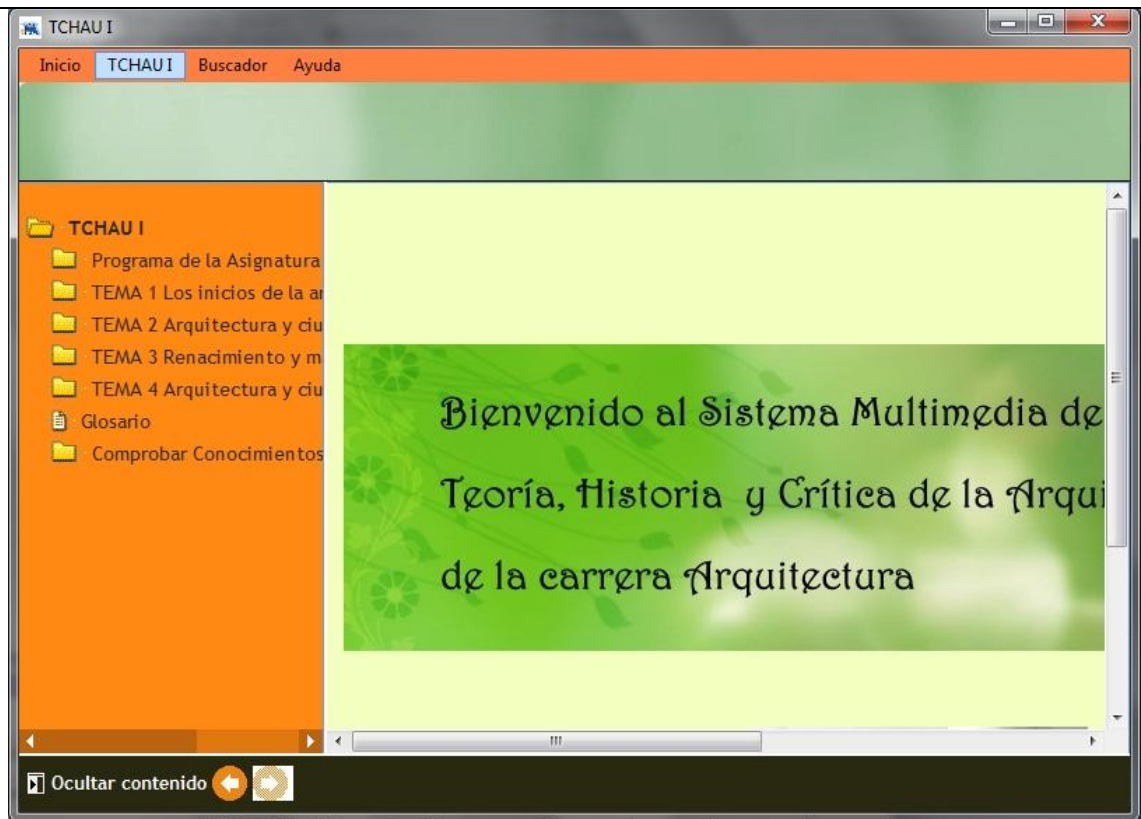 TCHAU I
Inicio TCHAU I Buscador Ayuda
TCHAU I
Programa de la Asignatura
TEMA 1 Los inicios de la ar
TEMA 2 Arquitectura y ciu
TEMA 3 Renacimiento y m
TEMA 4 Arquitectura y ciu
Glosario
Comprobar Conocimientos
Bienvenido al Sistema Multimedia de
Teoría, Historia y Crítica de la Arqui
de la carrera Arquitectura
Ocultar contenido